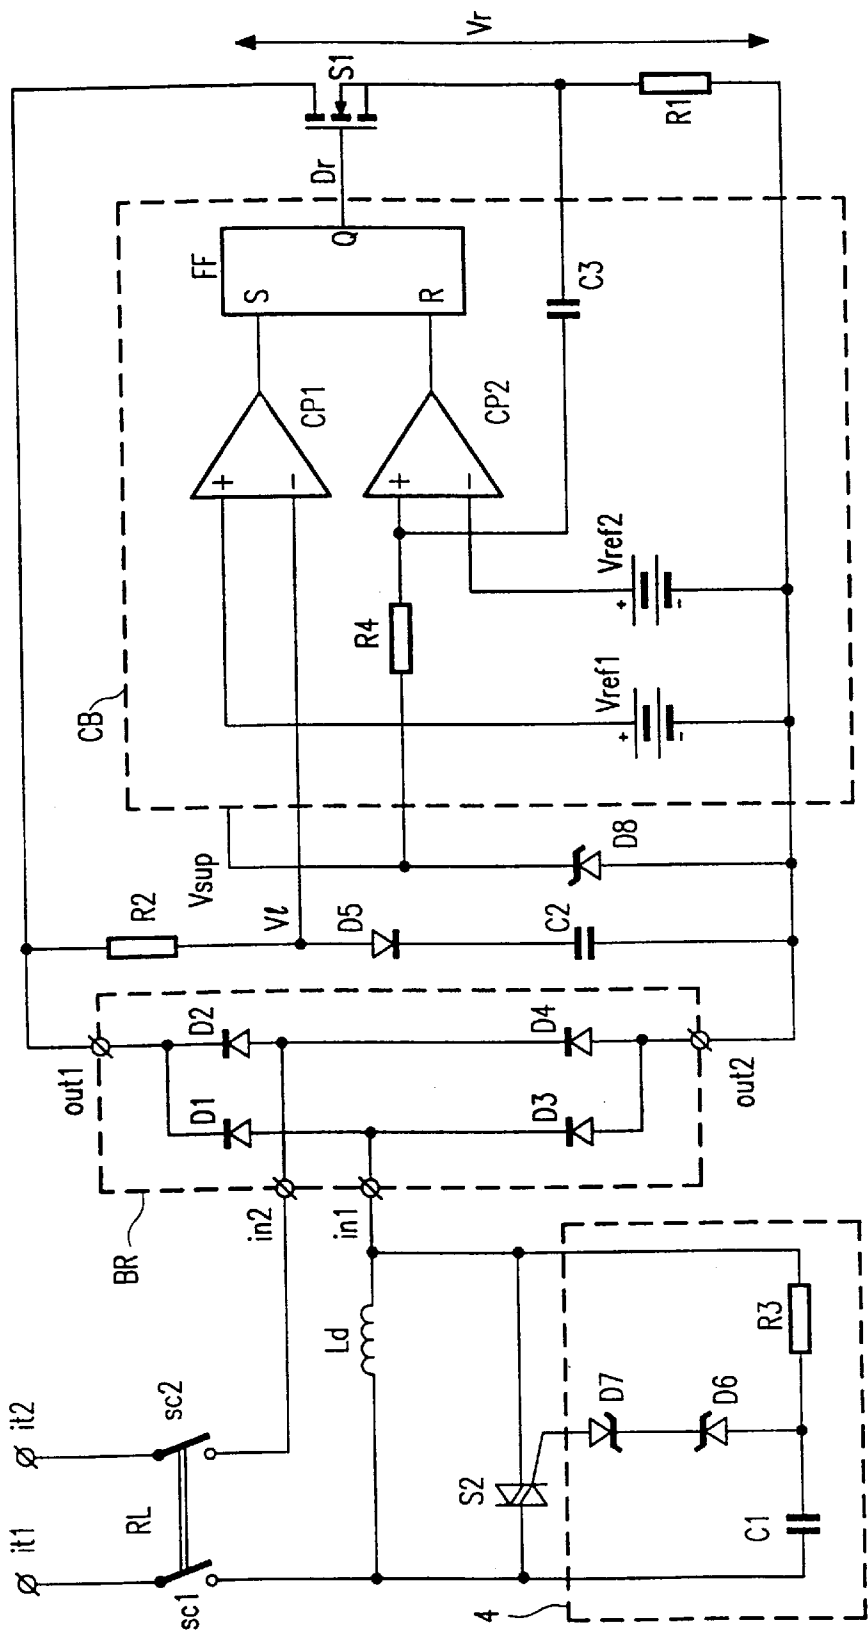 Vr
S1
R1
Dr
FF
S
Q
R
C3
CP1
+
−
CP2
+
−
CB
R4
Vref1
+
-
Vref2
+
-
Vsup
D8
R2
Vℓ
D5
C2
out1
D2
D4
D1
D3
out2
BR
in2
in1
Ld
it2
sc2
RL
it1
sc1
S2
D7
D6
R3
C1
4